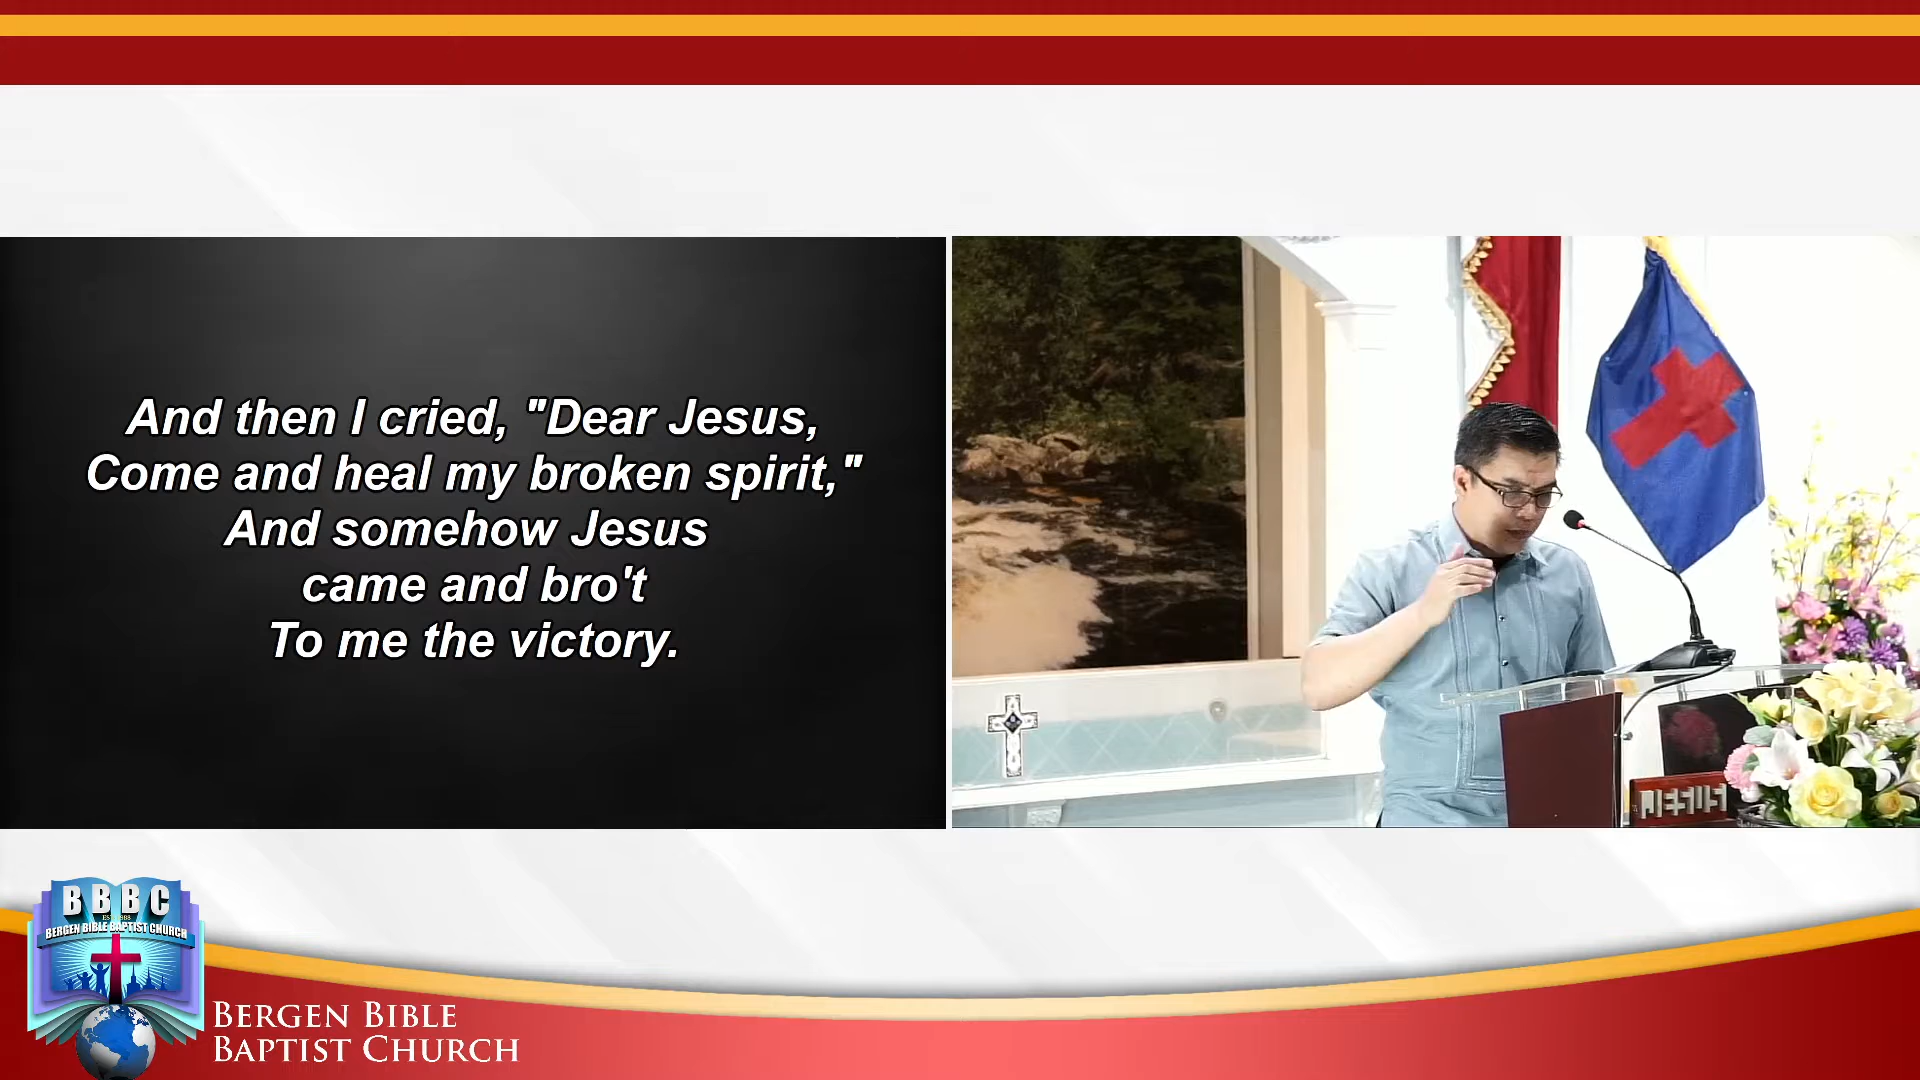 And then I cried, "Dear Jesus,
Come and heal my broken spirit,"
And somehow Jesus
came and bro't
To me the victory.
JESUS
BBBC
BERGEN BIBLE BAPTIST CHURCH
BERGEN BIBLE
BAPTIST CHURCH